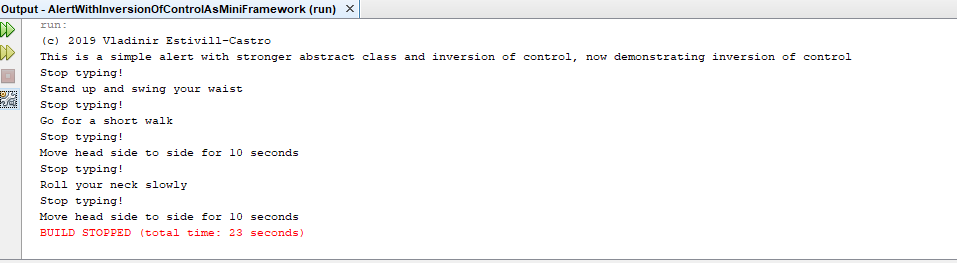 Output - AlertWithInversionOfControlAsMiniFramework (run) ×
run:
(c) 2019 Vladinir Estivill-Castro
This is a simple alert with stronger abstract class and inversion of control, now demonstrating inversion of control
Stop typing!
Stand up and swing your waist
Stop typing!
Go for a short walk
Stop typing!
Move head side to side for 10 seconds
Stop typing!
Roll your neck slowly
Stop typing!
Move head side to side for 10 seconds
BUILD STOPPED (total time: 23 seconds)